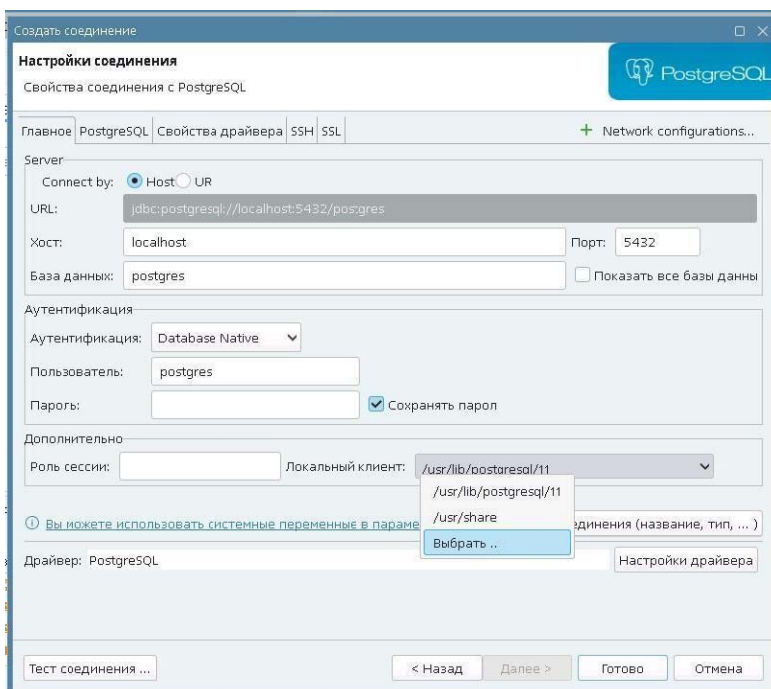 Создать соединение
Настройки соединения
Свойства соединения с PostgreSQL
PostgreSQL
Главное PostgreSQL Свойства драйвера SSH SSL + Network configurations...
Server
Connect by: Host UR
URL: jdbc:postgresql://localhost:5432/postgres
Хост: localhost Порт: 5432
База данных: postgres Показать все базы данны
Аутентификация
Аутентификация: Database Native
Пользователь: postgres
Пароль: Сохранять парол
Дополнительно
Роль сессии: Локальный клиент: /usr/lib/postgresql/11
/usr/lib/postgresql/11
/usr/share
Выбрать ..
Вы можете использовать системные переменные в параме единения (название, тип, ... )
Драйвер: PostgreSQL Настройки драйвера
Тест соединения ... < Назад Далее > Готово Отмена